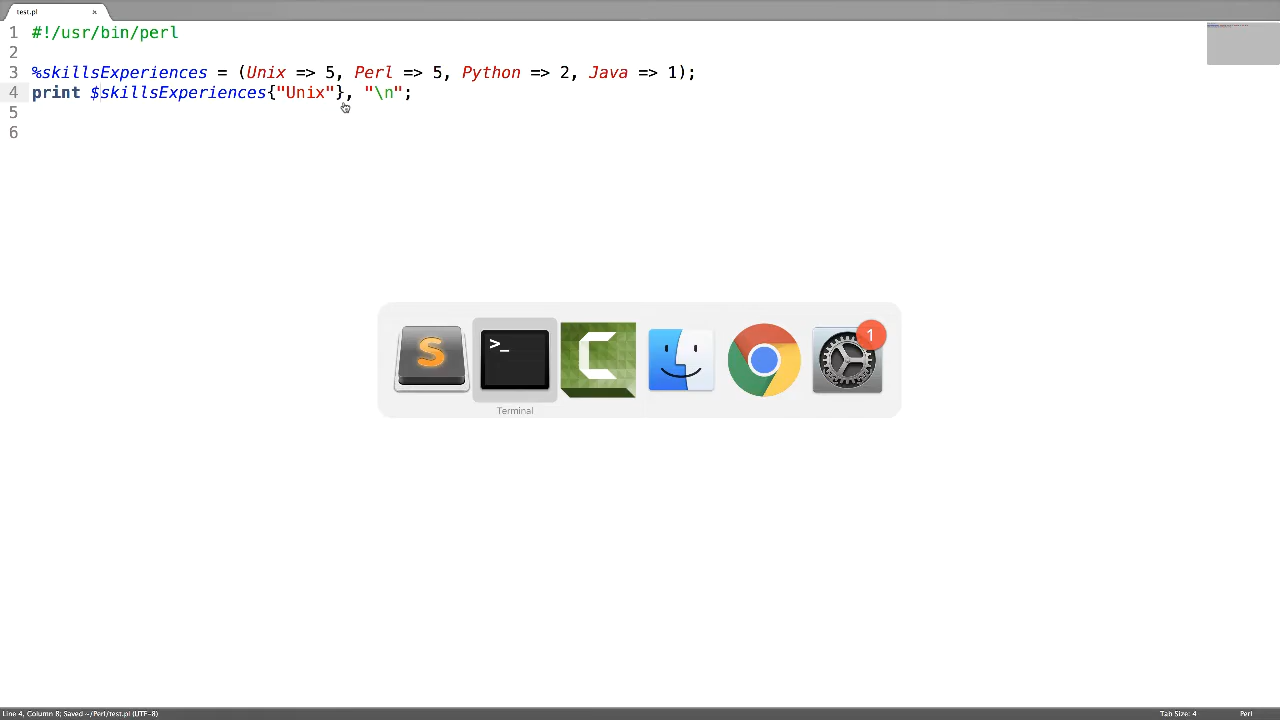 test.pl ×
1 #!/usr/bin/perl
2
3 %skillsExperiences = (Unix => 5, Perl => 5, Python => 2, Java => 1);
4 print $skillsExperiences{"Unix"}, "\n";
5
6
S >_ C 1
Terminal
Line 4, Column 8; Saved ~/Perl/test.pl (UTF-8) Tab Size: 4 Perl